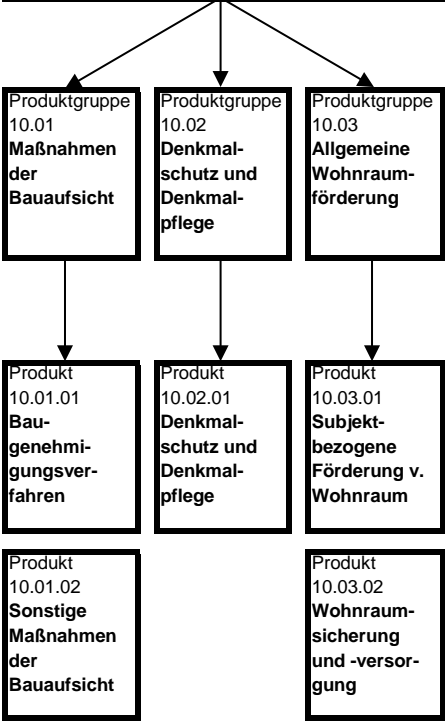 Produktgruppe
10.01
Maßnahmen
der
Bauaufsicht
Produktgruppe
10.02
Denkmal-
schutz und
Denkmal-
pflege
Produktgruppe
10.03
Allgemeine
Wohnraum-
förderung
Produkt
10.01.01
Bau-
genehmi-
gungsver-
fahren
Produkt
10.02.01
Denkmal-
schutz und
Denkmal-
pflege
Produkt
10.03.01
Subjekt-
bezogene
Förderung v.
Wohnraum
Produkt
10.01.02
Sonstige
Maßnahmen
der
Bauaufsicht
Produkt
10.03.02
Wohnraum-
sicherung
und -versor-
gung